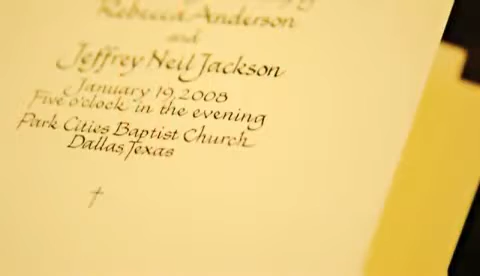 Rebecca Anderson
and
Jeffrey Neil Jackson
January 19, 2008
Five o'clock in the evening
Park Cities Baptist Church
Dallas, Texas